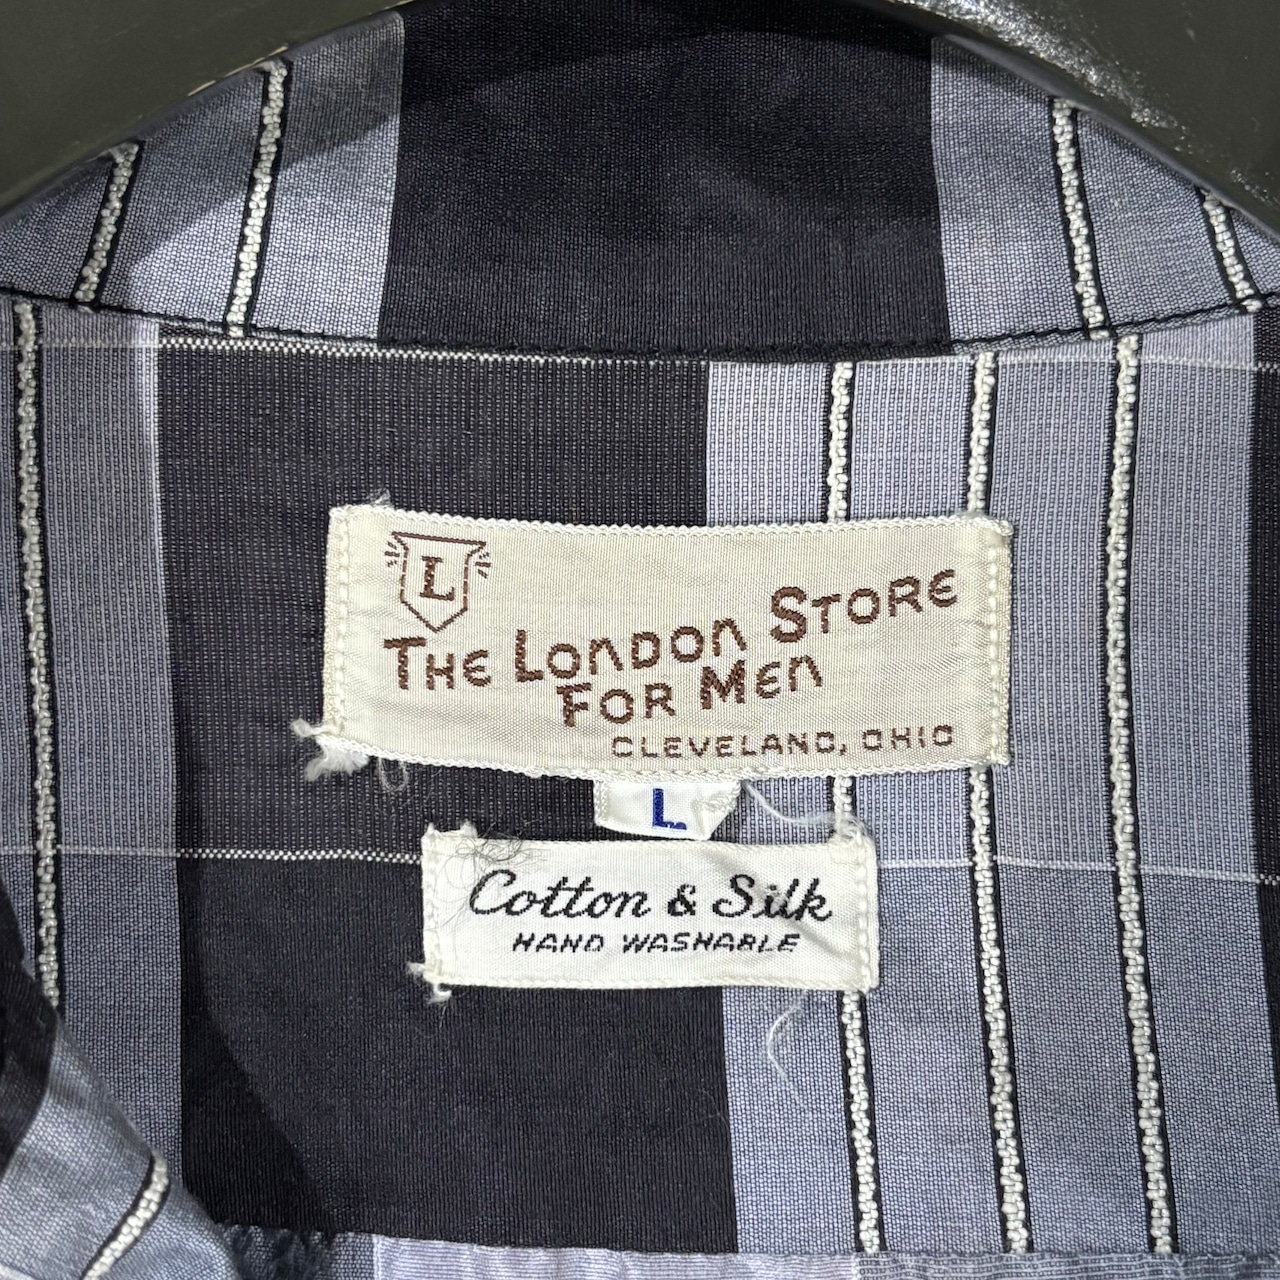 L
THE LONDON STORE
FOR MEN
CLEVELAND, OHIO
L
Cotton & Silk
HAND WASHABLE